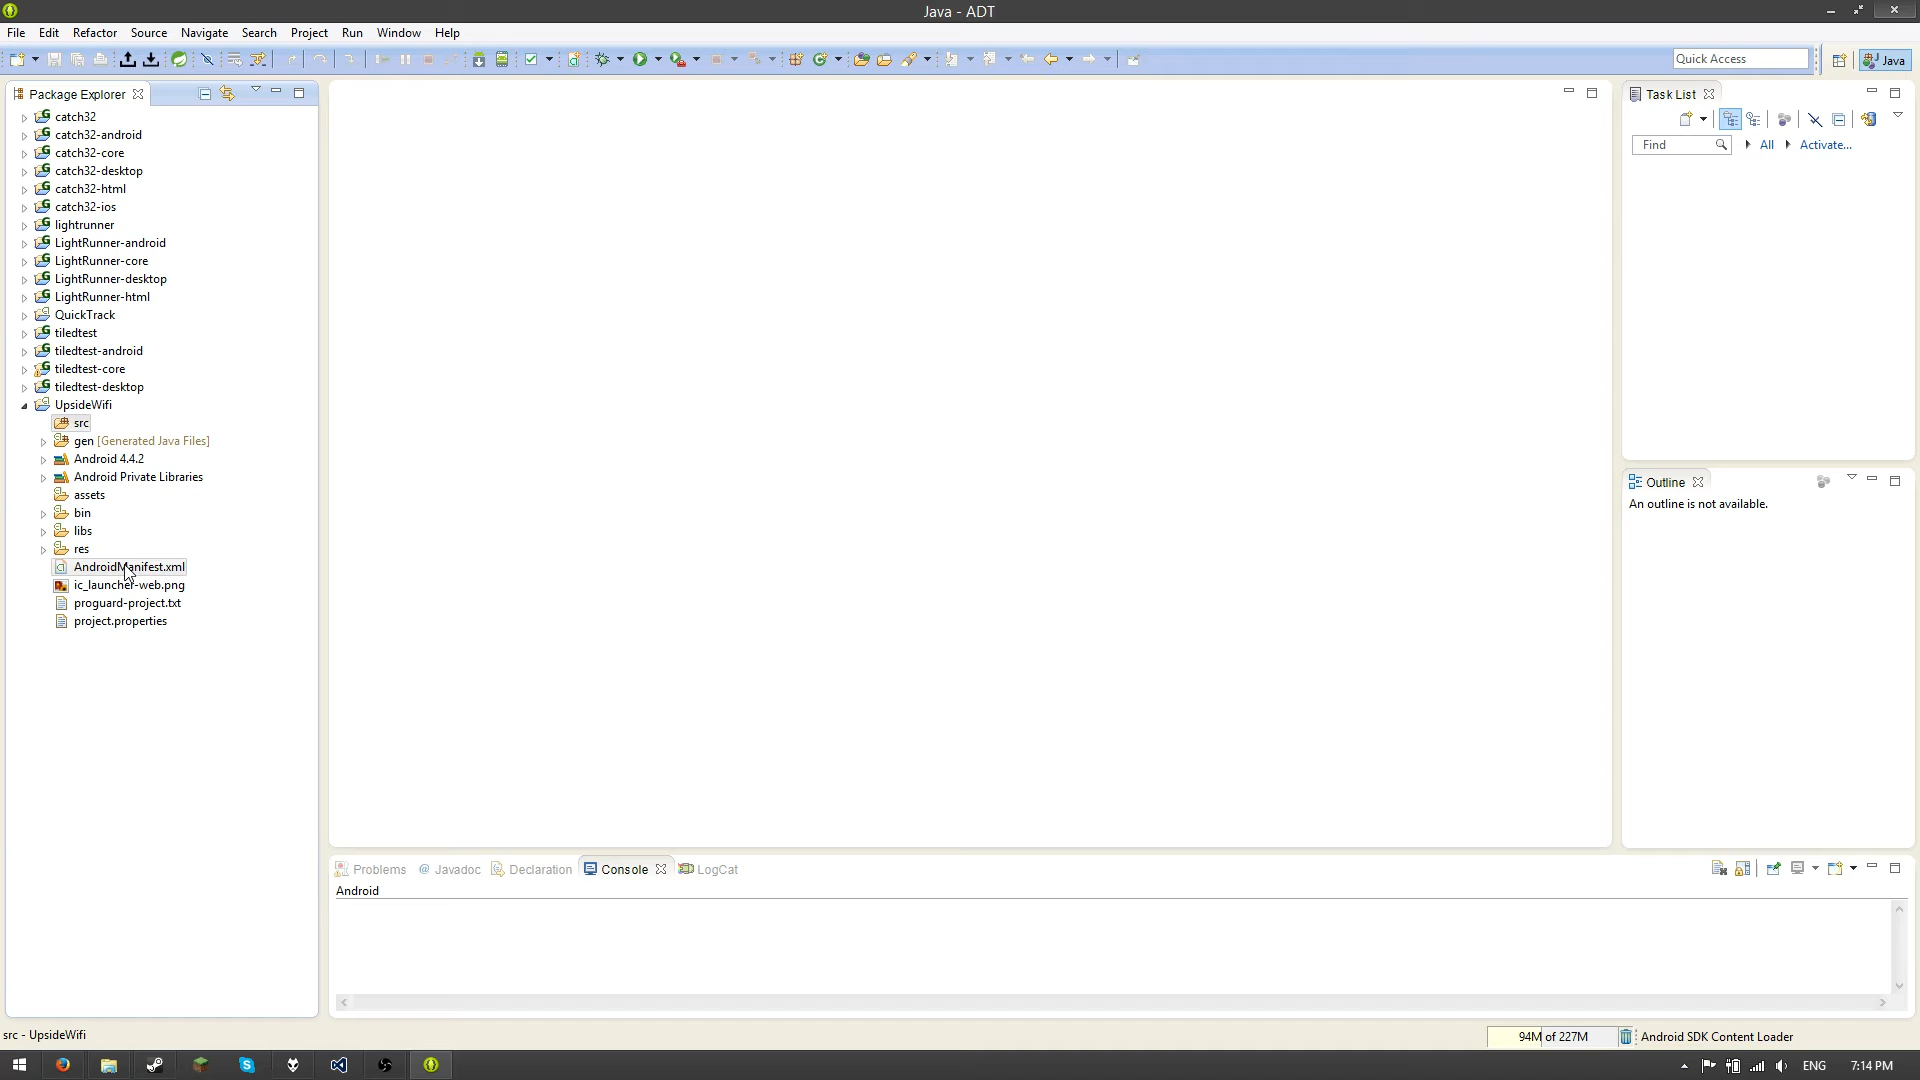 Java - ADT
File Edit Refactor Source Navigate Search Project Run Window Help
Quick Access
Java
Package Explorer
catch32
catch32-android
catch32-core
catch32-desktop
catch32-html
catch32-ios
lightrunner
LightRunner-android
LightRunner-core
LightRunner-desktop
LightRunner-html
QuickTrack
tiledtest
tiledtest-android
tiledtest-core
tiledtest-desktop
UpsideWifi
src
gen [Generated Java Files]
Android 4.4.2
Android Private Libraries
assets
bin
libs
res
AndroidManifest.xml
ic_launcher-web.png
proguard-project.txt
project.properties
Task List
Find
All
Activate...
Outline
An outline is not available.
Problems @ Javadoc Declaration Console LogCat
Android
src - UpsideWifi
94M of 227M
Android SDK Content Loader
ENG
7:14 PM